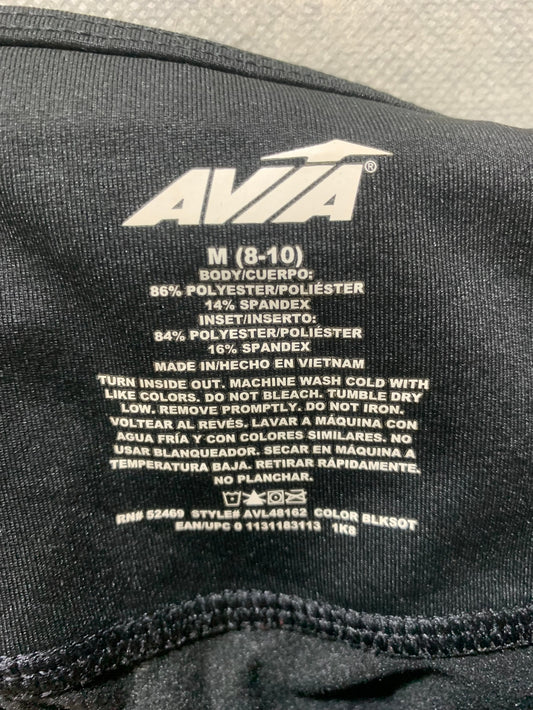 AVIA®
M (8-10)
BODY/CUERPO:
86% POLYESTER/POLIÉSTER
14% SPANDEX
INSET/INSERTO:
84% POLYESTER/POLIÉSTER
16% SPANDEX
MADE IN/HECHO EN VIETNAM
TURN INSIDE OUT. MACHINE WASH COLD WITH
LIKE COLORS. DO NOT BLEACH. TUMBLE DRY
LOW. REMOVE PROMPTLY. DO NOT IRON.
VOLTEAR AL REVÉS, LAVAR A MÁQUINA CON
AGUA FRÍA Y CON COLORES SIMILARES. NO
USAR BLANQUEADOR. SECAR EN MÁQUINA A
TEMPERATURA BAJA. RETIRAR RÁPIDAMENTE.
NO PLANCHAR.
RN# 52469 STYLE# AVL48162 COLOR BLKSOT
EAN/UPC 0 1131183113 1K8